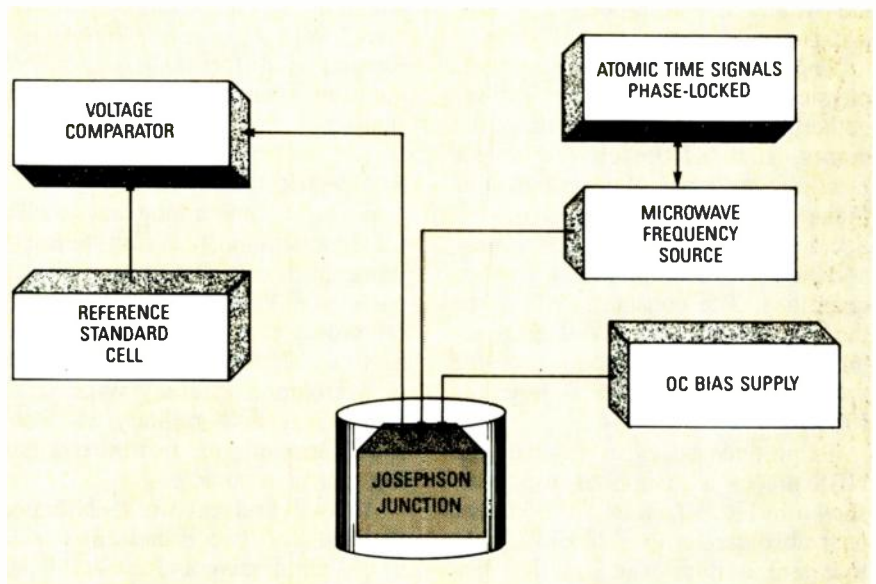 VOLTAGE
COMPARATOR
ATOMIC TIME SIGNALS
PHASE-LOCKED
MICROWAVE
FREQUENCY
SOURCE
REFERENCE
STANDARD
CELL
OC BIAS SUPPLY
JOSEPHSON
JUNCTION